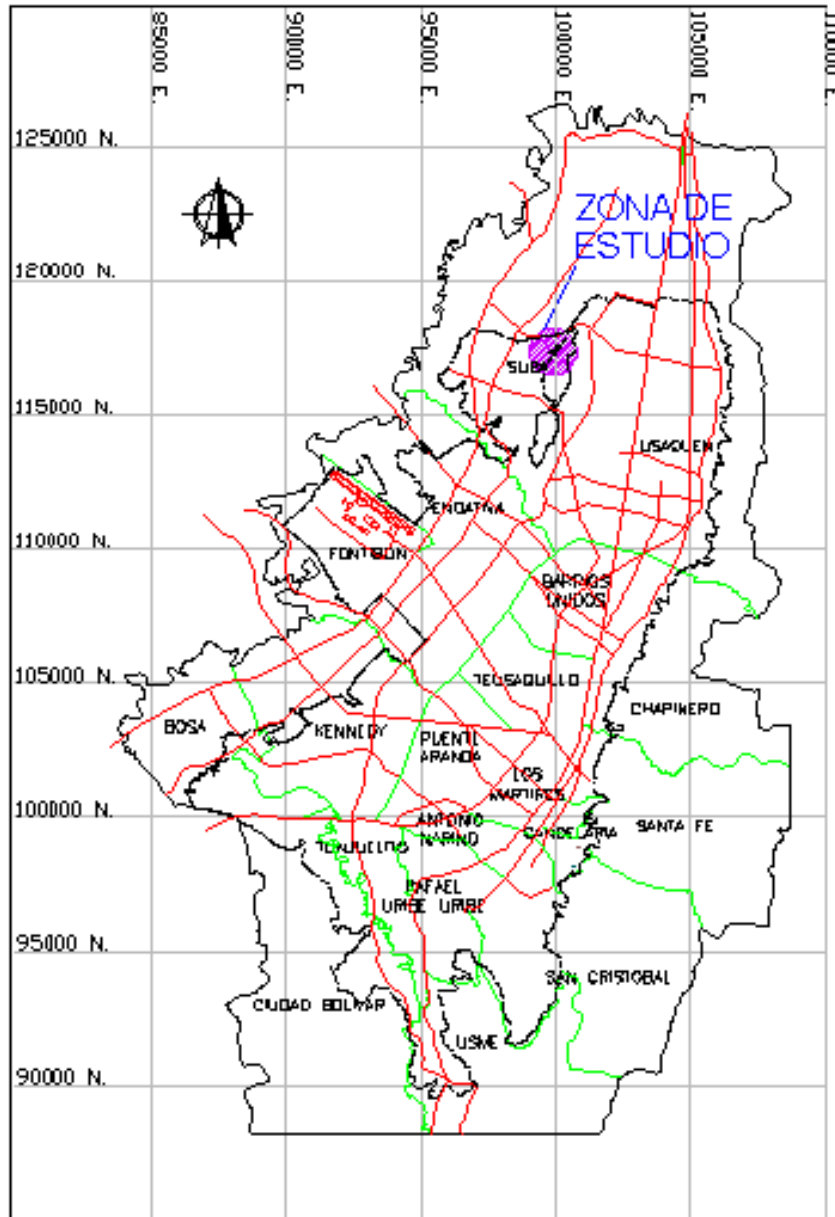 85000 E.
90000 E.
95000 E.
100000 E.
105000 E.
125000 N.
ZONA DE
ESTUDIO
120000 N.
SUBA
115000 N.
USAQUEN
ENGATIVA
110000 N.
FONTIBON
BARRIOS
UNIDOS
105000 N.
TEUSAQUILLO
CHAPINERO
BOSA
KENNEDY
PUENTE
ARANDA
LOS
MARTIRES
100000 N.
ANTONIO
NARINO
CANDELARIA
SANTA FE
TUNJUELITO
RAFAEL
URIBE URIBE
95000 N.
SAN CRISTOBAL
CIUDAD BOLIVAR
USME
90000 N.